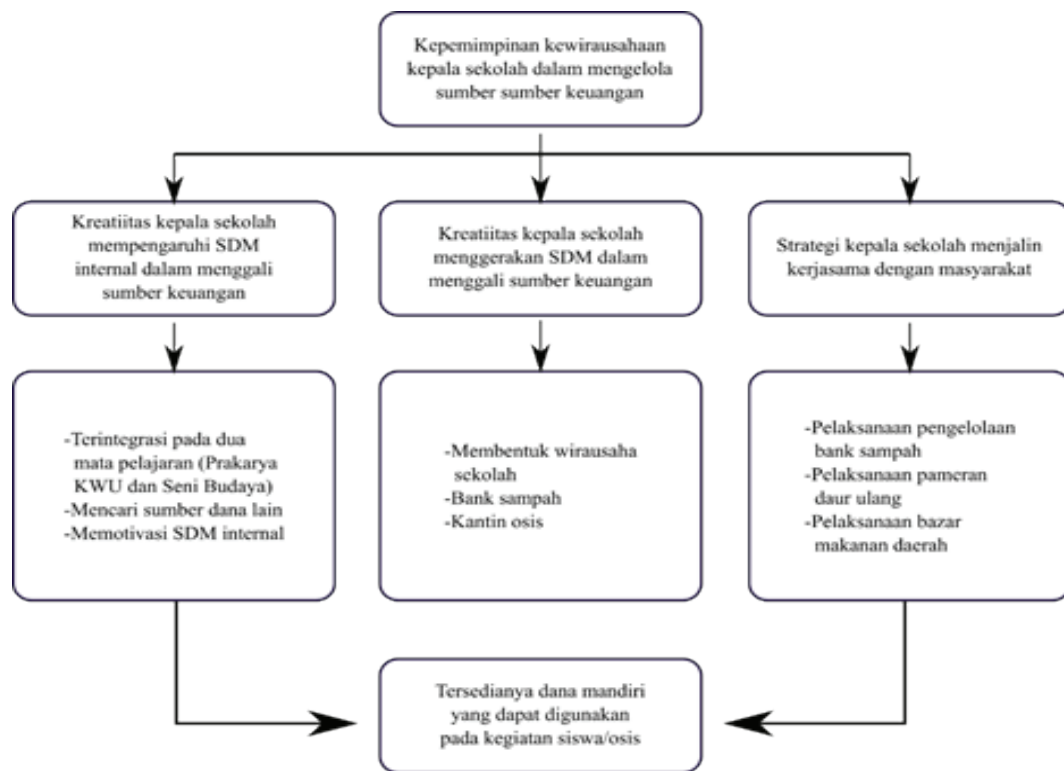 Kepemimpinan kewirausahaan
kepala sekolah dalam mengelola
sumber sumber keuangan
Kreatiitas kepala sekolah
mempengaruhi SDM
internal dalam menggali
sumber keuangan
Kreatiitas kepala sekolah
menggerakan SDM dalam
menggali sumber keuangan
Strategi kepala sekolah menjalin
kerjasama dengan masyarakat
-Terintegrasi pada dua
mata pelajaran (Prakarya
KWU dan Seni Budaya)
-Mencari sumber dana lain
-Memotivasi SDM internal
-Membentuk wirausaha
sekolah
-Bank sampah
-Kantin osis
-Pelaksanaan pengelolaan
bank sampah
-Pelaksanaan pameran
daur ulang
-Pelaksanaan bazar
makanan daerah
Tersedianya dana mandiri
yang dapat digunakan
pada kegiatan siswa/osis